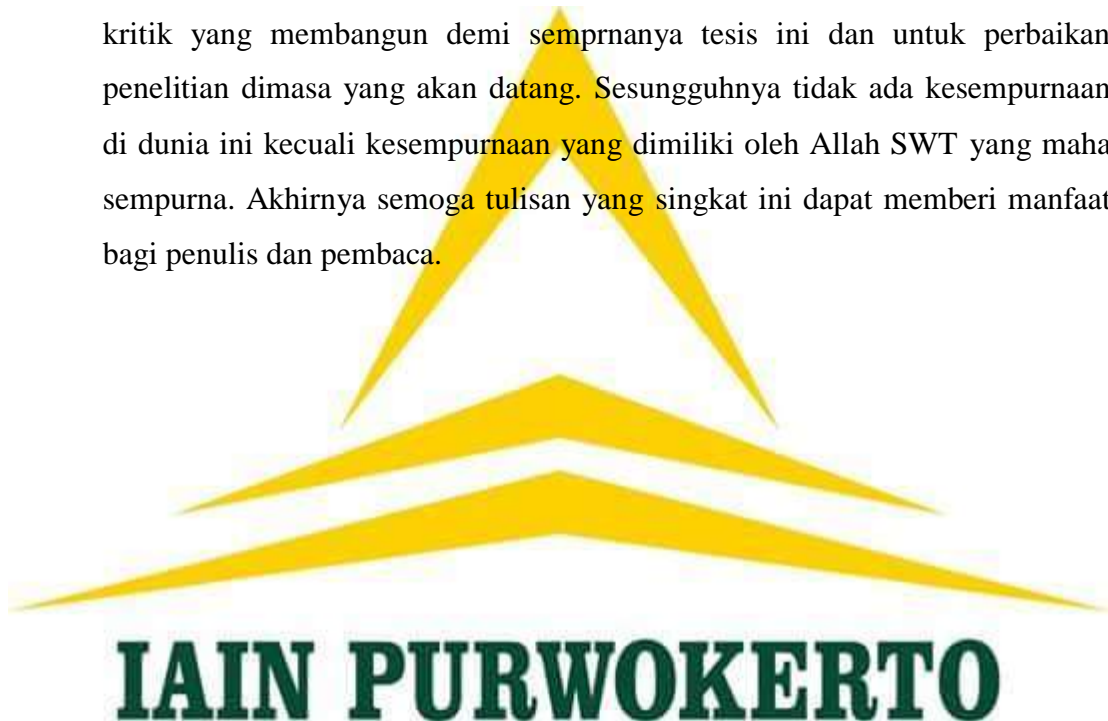 kritik yang membangun demi semprnanya tesis ini dan untuk perbaikan
penelitian dimasa yang akan datang. Sesungguhnya tidak ada kesempurnaan
di dunia ini kecuali kesempurnaan yang dimiliki oleh Allah SWT yang maha
sempurna. Akhirnya semoga tulisan yang singkat ini dapat memberi manfaat
bagi penulis dan pembaca.
IAIN PURWOKERTO